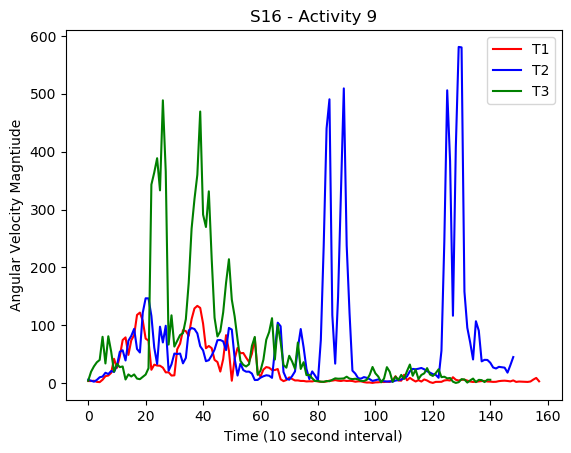 S16 - Activity 9
600
500
400
300
200
100
0
Angular Velocity Magntiude
T1
T2
T3
0 20 40 60 80 100 120 140 160
Time (10 second interval)